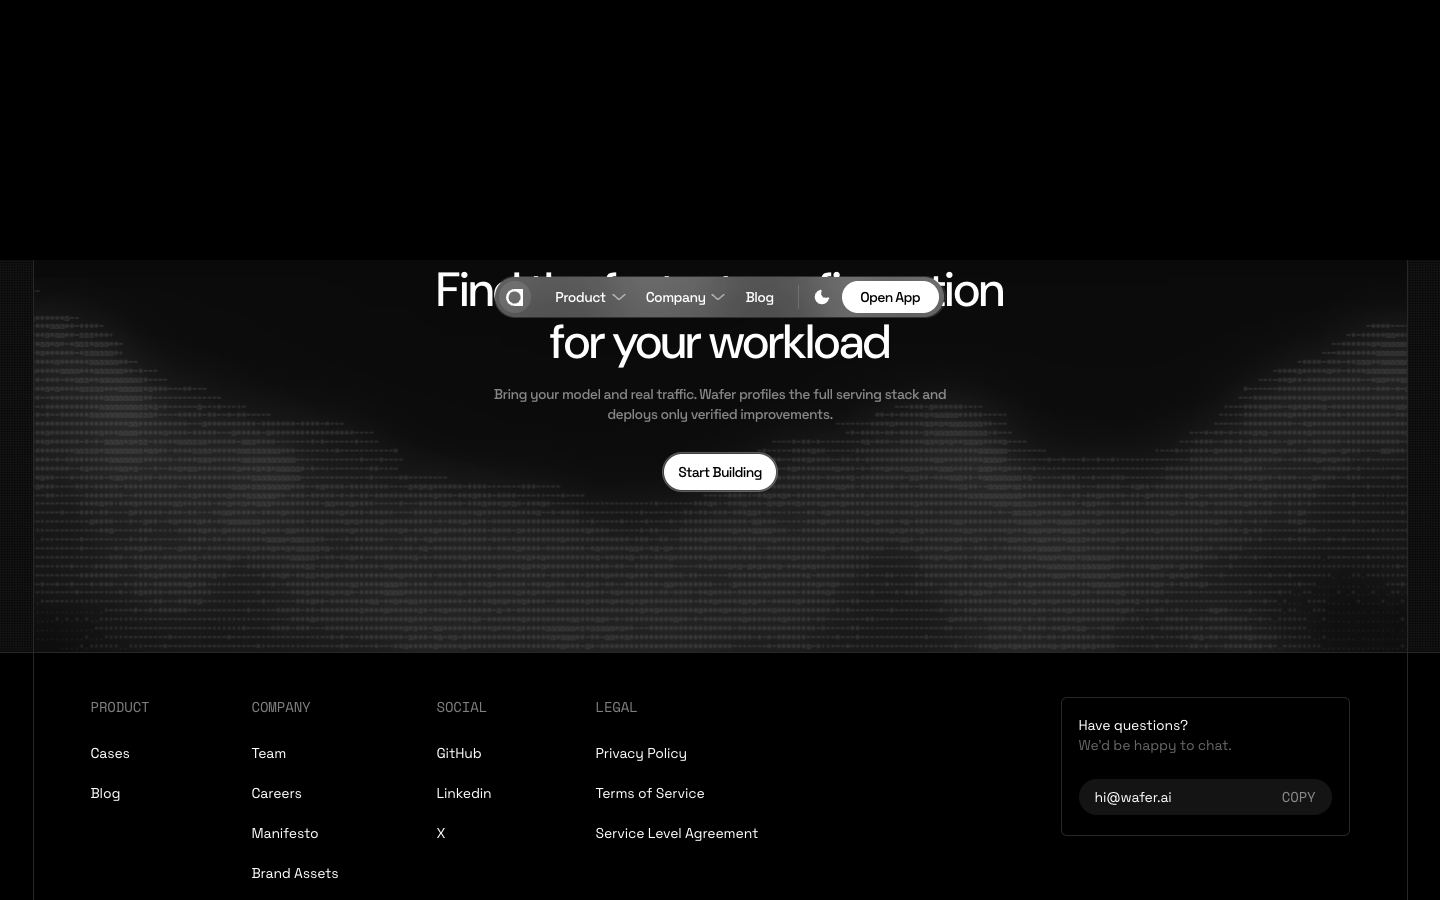 for your workload
Product
Company
Blog
Open App
Bring your model and real traffic. Wafer profiles the full serving stack and
deploys only verified improvements.
Start Building
PRODUCT
Cases
Blog
COMPANY
Team
Careers
Manifesto
Brand Assets
SOCIAL
GitHub
Linkedin
X
LEGAL
Privacy Policy
Terms of Service
Service Level Agreement
Have questions?
We'd be happy to chat.
hi@wafer.ai
COPY